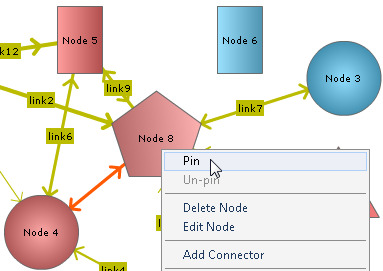 Node 5
Node 6
k12
Node 3
link9
link2
link7
link6
Node 8
Pin
Un-pin
Delete Node
Edit Node
Node 4
Add Connector